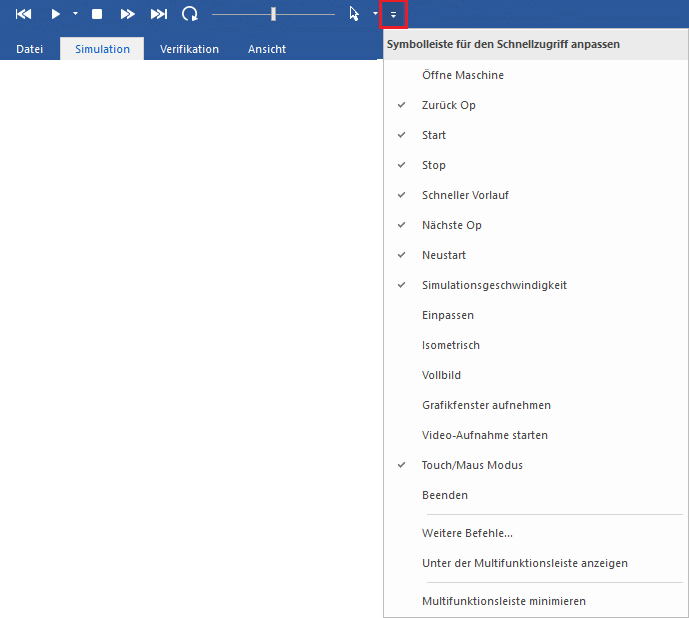 Datei
Simulation
Verifikation
Ansicht
Symbolleiste für den Schnellzugriff anpassen
Öffne Maschine
Zurück Op
Start
Stop
Schneller Vorlauf
Nächste Op
Neustart
Simulationsgeschwindigkeit
Einpassen
Isometrisch
Vollbild
Grafikfenster aufnehmen
Video-Aufnahme starten
Touch/Maus Modus
Beenden
Weitere Befehle...
Unter der Multifunktionsleiste anzeigen
Multifunktionsleiste minimieren